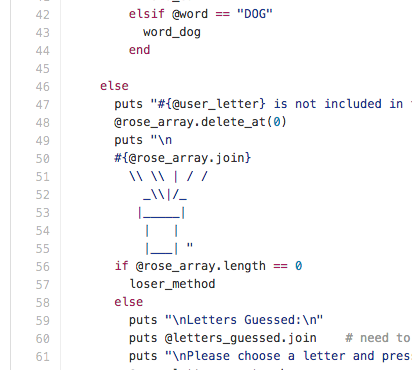 42 elsif @word == "DOG"
43 word_dog
44 end
45
46 else
47 puts "#{@user_letter} is not included in
48 @rose_array.delete_at(0)
49 puts "\n
50 #{@rose_array.join}
51 \\ \\ | / /
52 _\\|/_
53 |_____|
54 |   |
55 |___| "
56 if @rose_array.length == 0
57 loser_method
58 else
59 puts "\nLetters Guessed:\n"
60 puts @letters_guessed.join # need to
61 puts "\nPlease choose a letter and pres